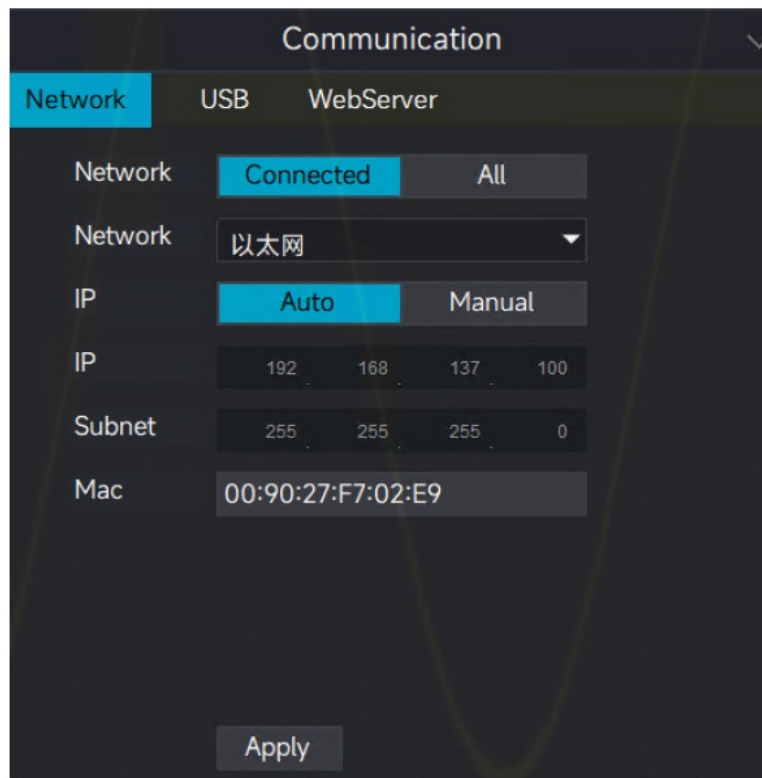 Communication
Network USB WebServer
Network Connected All
Network 以太网
IP Auto Manual
IP 192 . 168 . 137 . 100
Subnet 255 . 255 . 255 . 0
Mac 00:90:27:F7:02:E9
Apply